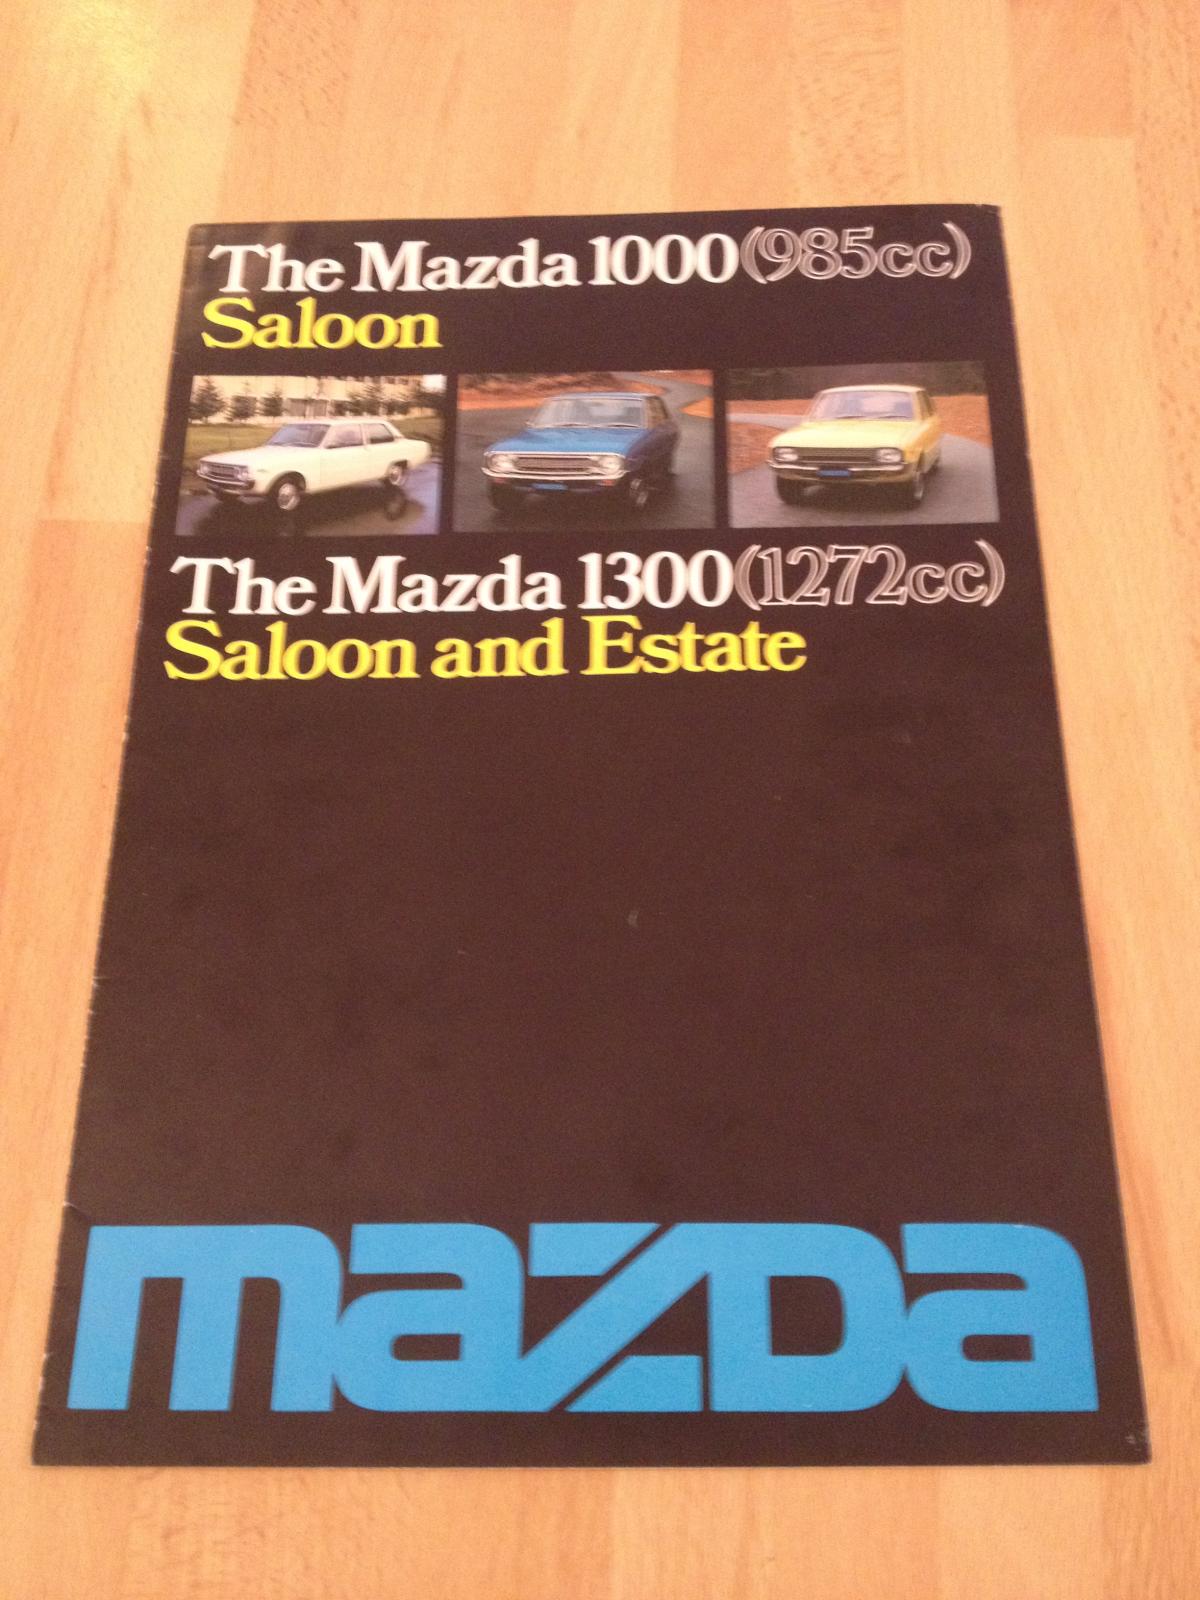 The Mazda 1000 (985cc)
Saloon
The Mazda 1300 (1272cc)
Saloon and Estate
mazda